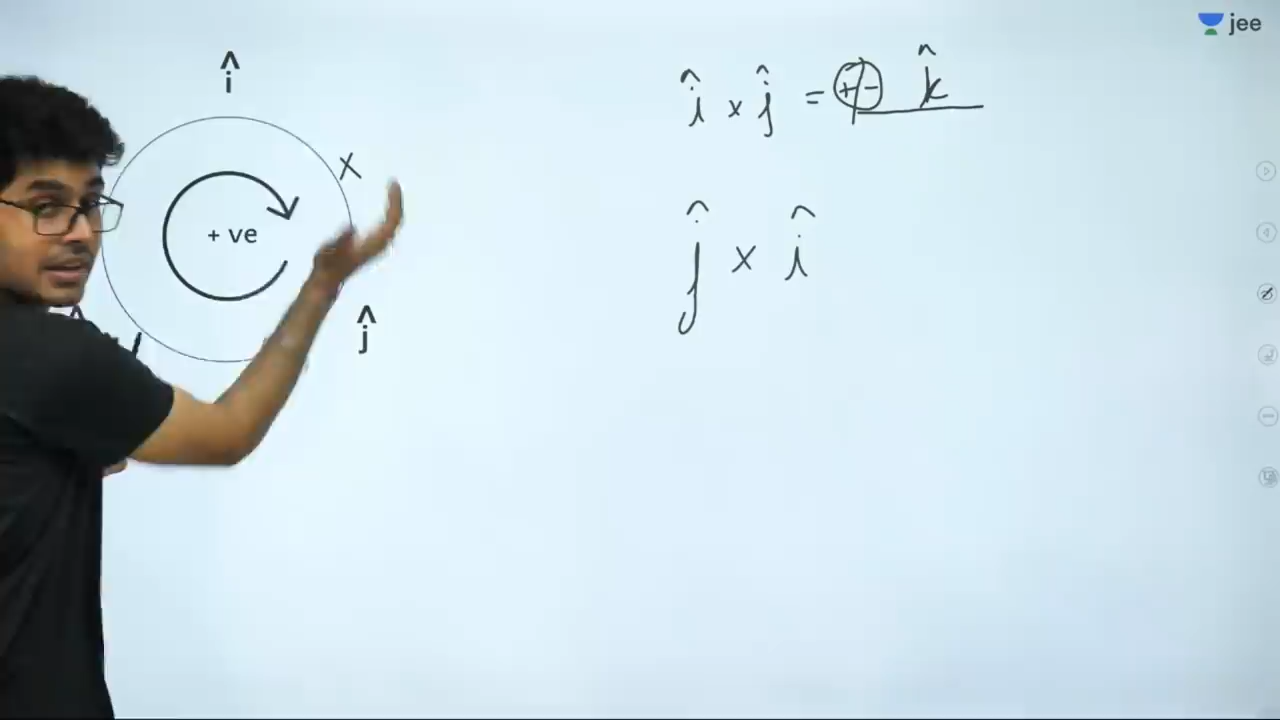 jee
î
î × ĵ = +/- k̂
×
+ ve
ĵ × î
ĵ